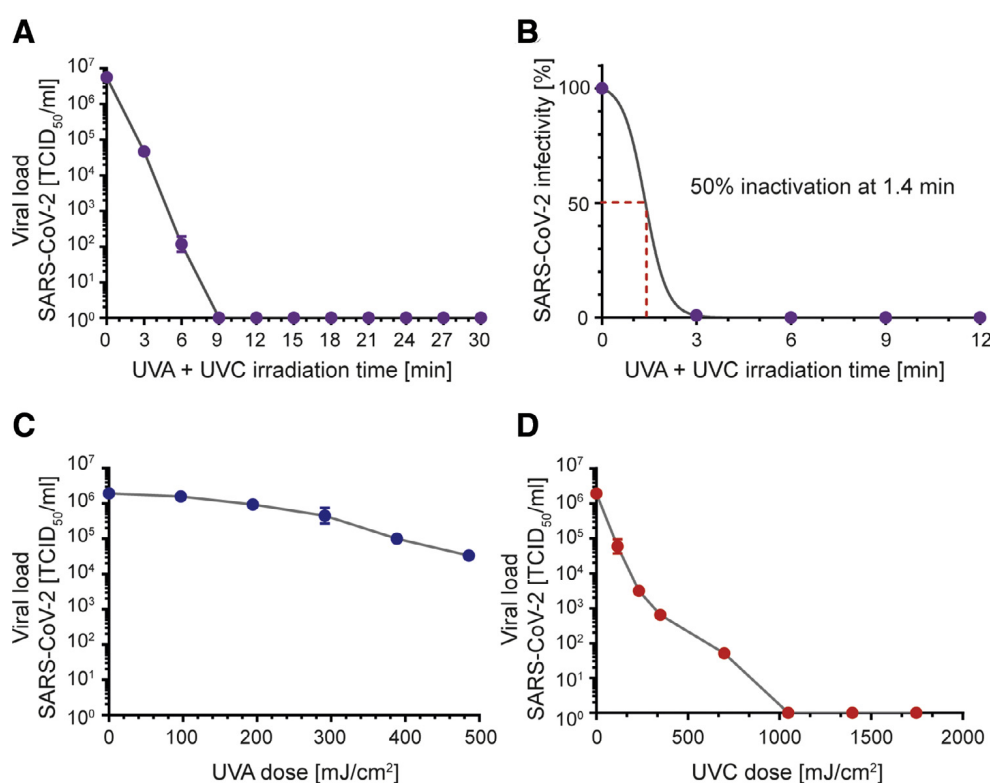 A
Viral load
SARS-CoV-2 [TCID50/ml]
10^7
10^6
10^5
10^4
10^3
10^2
10^1
10^0
0 3 6 9 12 15 18 21 24 27 30
UVA + UVC irradiation time [min]
B
SARS-CoV-2 infectivity [%]
100
50
0
50% inactivation at 1.4 min
0 3 6 9 12
UVA + UVC irradiation time [min]
C
Viral load
SARS-CoV-2 [TCID50/ml]
10^7
10^6
10^5
10^4
10^3
10^2
10^1
10^0
0 100 200 300 400 500
UVA dose [mJ/cm²]
D
Viral load
SARS-CoV-2 [TCID50/ml]
10^7
10^6
10^5
10^4
10^3
10^2
10^1
10^0
0 500 1000 1500 2000
UVC dose [mJ/cm²]